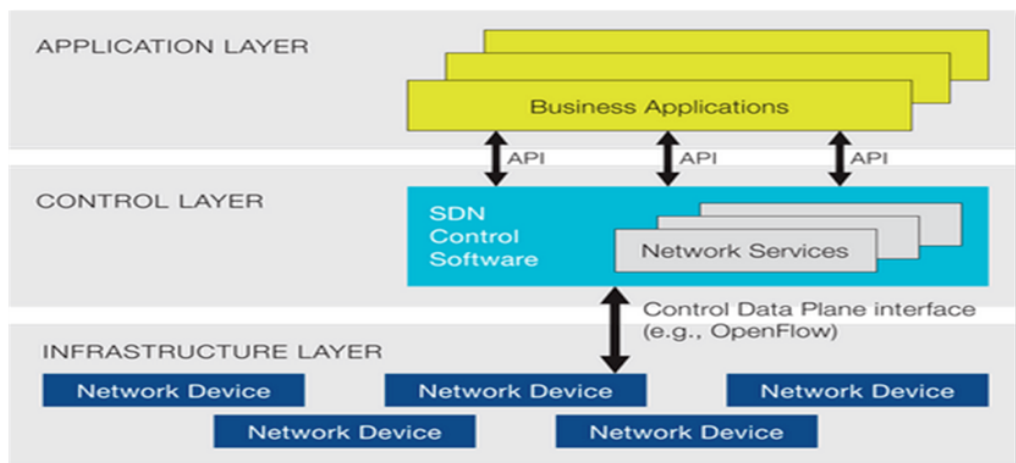 APPLICATION LAYER
Business Applications
API
API
API
CONTROL LAYER
SDN
Control
Software
Network Services
Control Data Plane interface
(e.g., OpenFlow)
INFRASTRUCTURE LAYER
Network Device
Network Device
Network Device
Network Device
Network Device